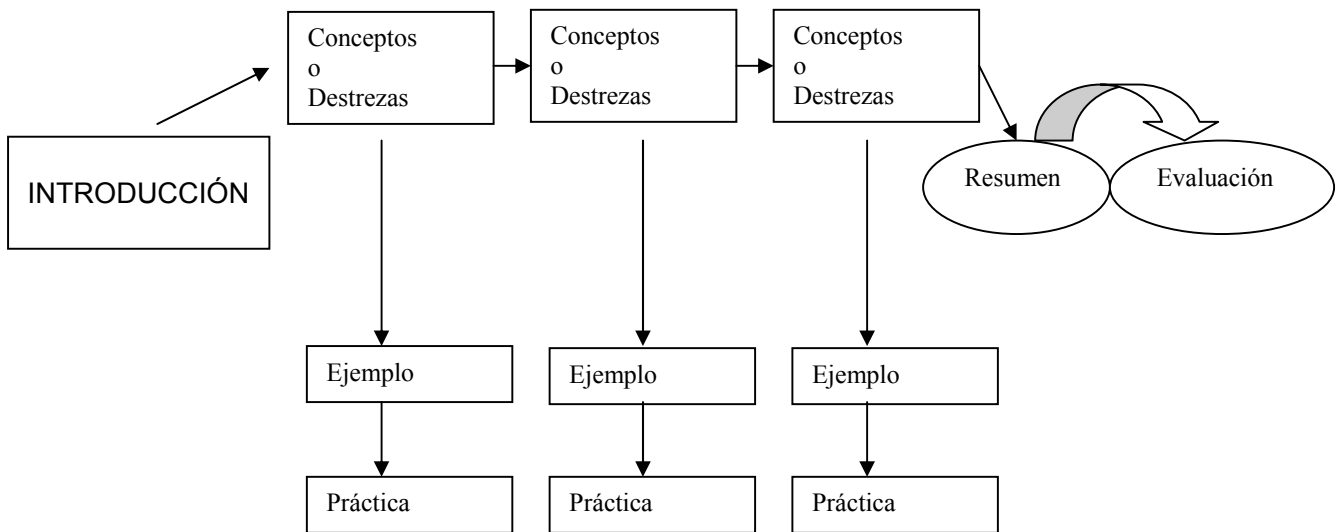 INTRODUCCIÓN
Conceptos
o
Destrezas
Conceptos
o
Destrezas
Conceptos
o
Destrezas
Resumen
Evaluación
Ejemplo
Ejemplo
Ejemplo
Práctica
Práctica
Práctica